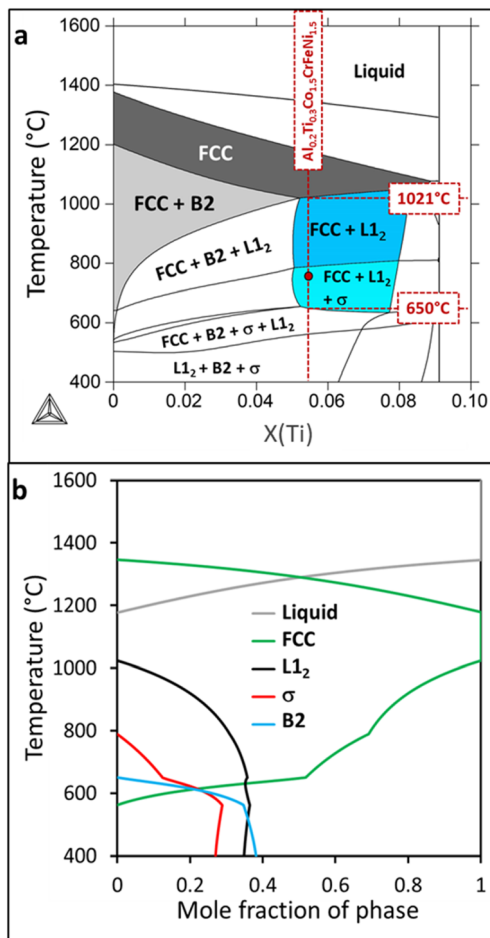 a
1600
1400
1200
1000
800
600
400
Temperature (°C)
Al0.2Ti0.3Co1.5CrFeNi1.5
Liquid
FCC
FCC + B2
1021°C
FCC + L12
FCC + B2 + L12
FCC + L12
+ σ
650°C
FCC + B2 + σ + L12
L12 + B2 + σ
0.00
0.02
0.04
0.06
0.08
0.10
X(Ti)
b
1600
1400
1200
1000
800
600
400
Temperature (°C)
Liquid
FCC
L12
σ
B2
0
0.2
0.4
0.6
0.8
1
Mole fraction of phase